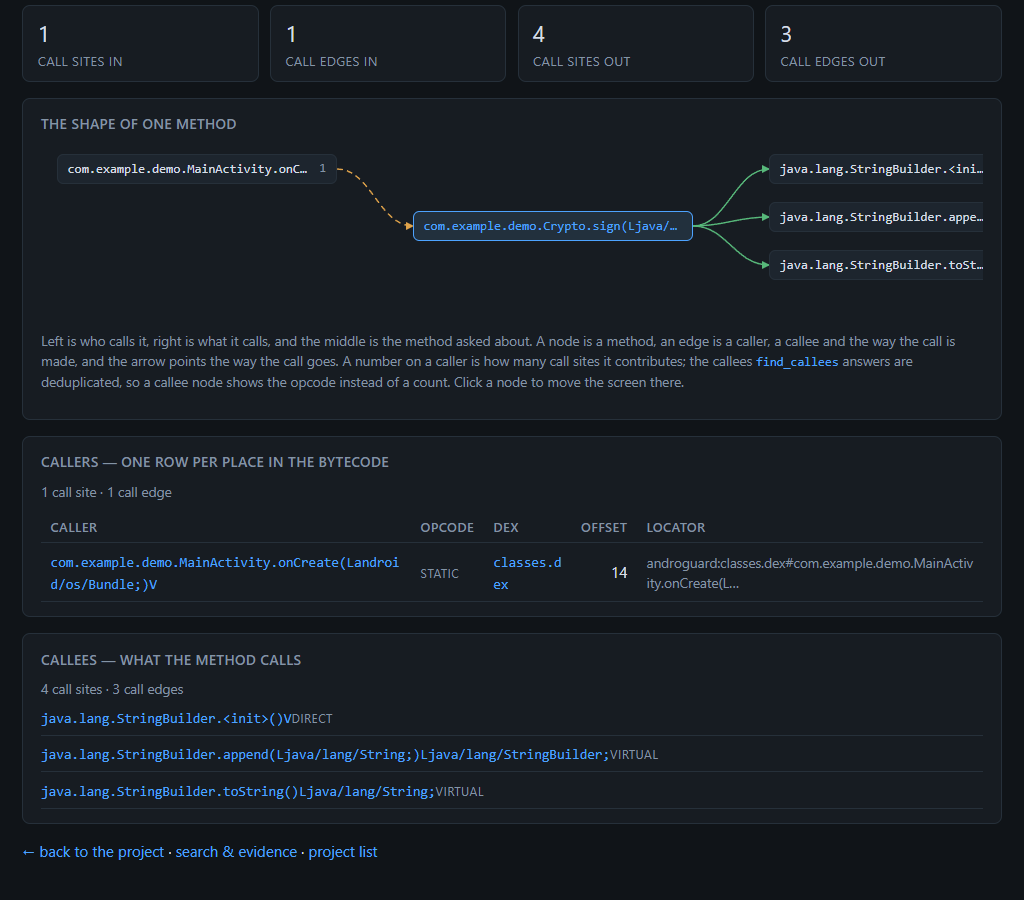 1
CALL SITES IN
1
CALL EDGES IN
4
CALL SITES OUT
3
CALL EDGES OUT
THE SHAPE OF ONE METHOD
com.example.demo.MainActivity.onC… 1
com.example.demo.Crypto.sign(Ljava/…
java.lang.StringBuilder.<ini…
java.lang.StringBuilder.appe…
java.lang.StringBuilder.toSt…
Left is who calls it, right is what it calls, and the middle is the method asked about. A node is a method, an edge is a caller, a callee and the way the call is
made, and the arrow points the way the call goes. A number on a caller is how many call sites it contributes; the callees find_callees answers are
deduplicated, so a callee node shows the opcode instead of a count. Click a node to move the screen there.
CALLERS — ONE ROW PER PLACE IN THE BYTECODE
1 call site · 1 call edge
CALLER OPCODE DEX OFFSET LOCATOR
com.example.demo.MainActivity.onCreate(Landroi
d/os/Bundle;)V
STATIC
classes.d
ex
14
androguard:classes.dex#com.example.demo.MainActiv
ity.onCreate(L…
CALLEES — WHAT THE METHOD CALLS
4 call sites · 3 call edges
java.lang.StringBuilder.<init>()VDIRECT
java.lang.StringBuilder.append(Ljava/lang/String;)Ljava/lang/StringBuilder;VIRTUAL
java.lang.StringBuilder.toString()Ljava/lang/String;VIRTUAL
← back to the project · search & evidence · project list